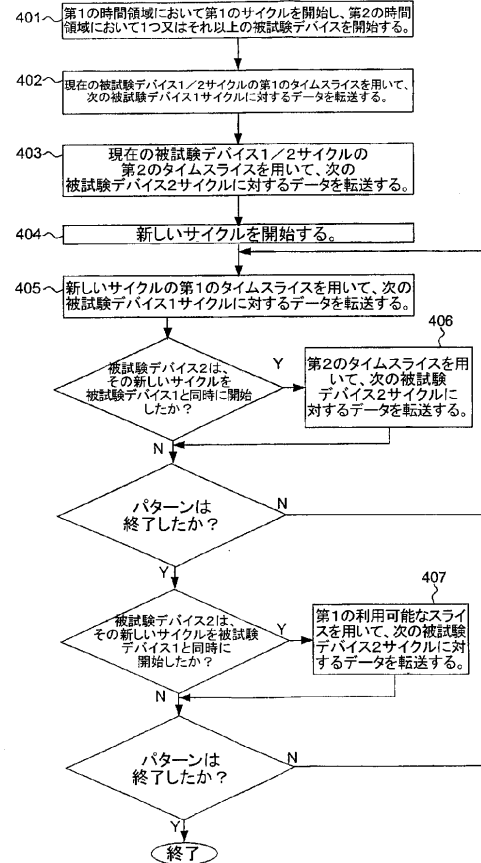 401
第1の時間領域において第1のサイクルを開始し、第2の時間
領域において1つ又はそれ以上の被試験デバイスを開始する。
402
現在の被試験デバイス1/2サイクルの第1のタイムスライスを用いて、
次の被試験デバイス1サイクルに対するデータを転送する。
403
現在の被試験デバイス1/2サイクルの
第2のタイムスライスを用いて、次の
被試験デバイス2サイクルに対するデータを転送する。
404
新しいサイクルを開始する。
405
新しいサイクルの第1のタイムスライスを用いて、次の
被試験デバイス1サイクルに対するデータを転送する。
被試験デバイス2は、
その新しいサイクルを
被試験デバイス1と同時に開始
したか?
Y
N
406
第2のタイムスライスを用
いて、次の被試験
デバイス2サイクルに
対するデータを転送する。
パターンは
終了したか?
N
Y
被試験デバイス2は、
その新しいサイクルを被試験
デバイス1と同時に
開始したか?
Y
N
407
第1の利用可能なスライ
スを用いて、次の被試験
デバイス2サイクルに対
するデータを転送する。
パターンは
終了したか?
N
Y
終了